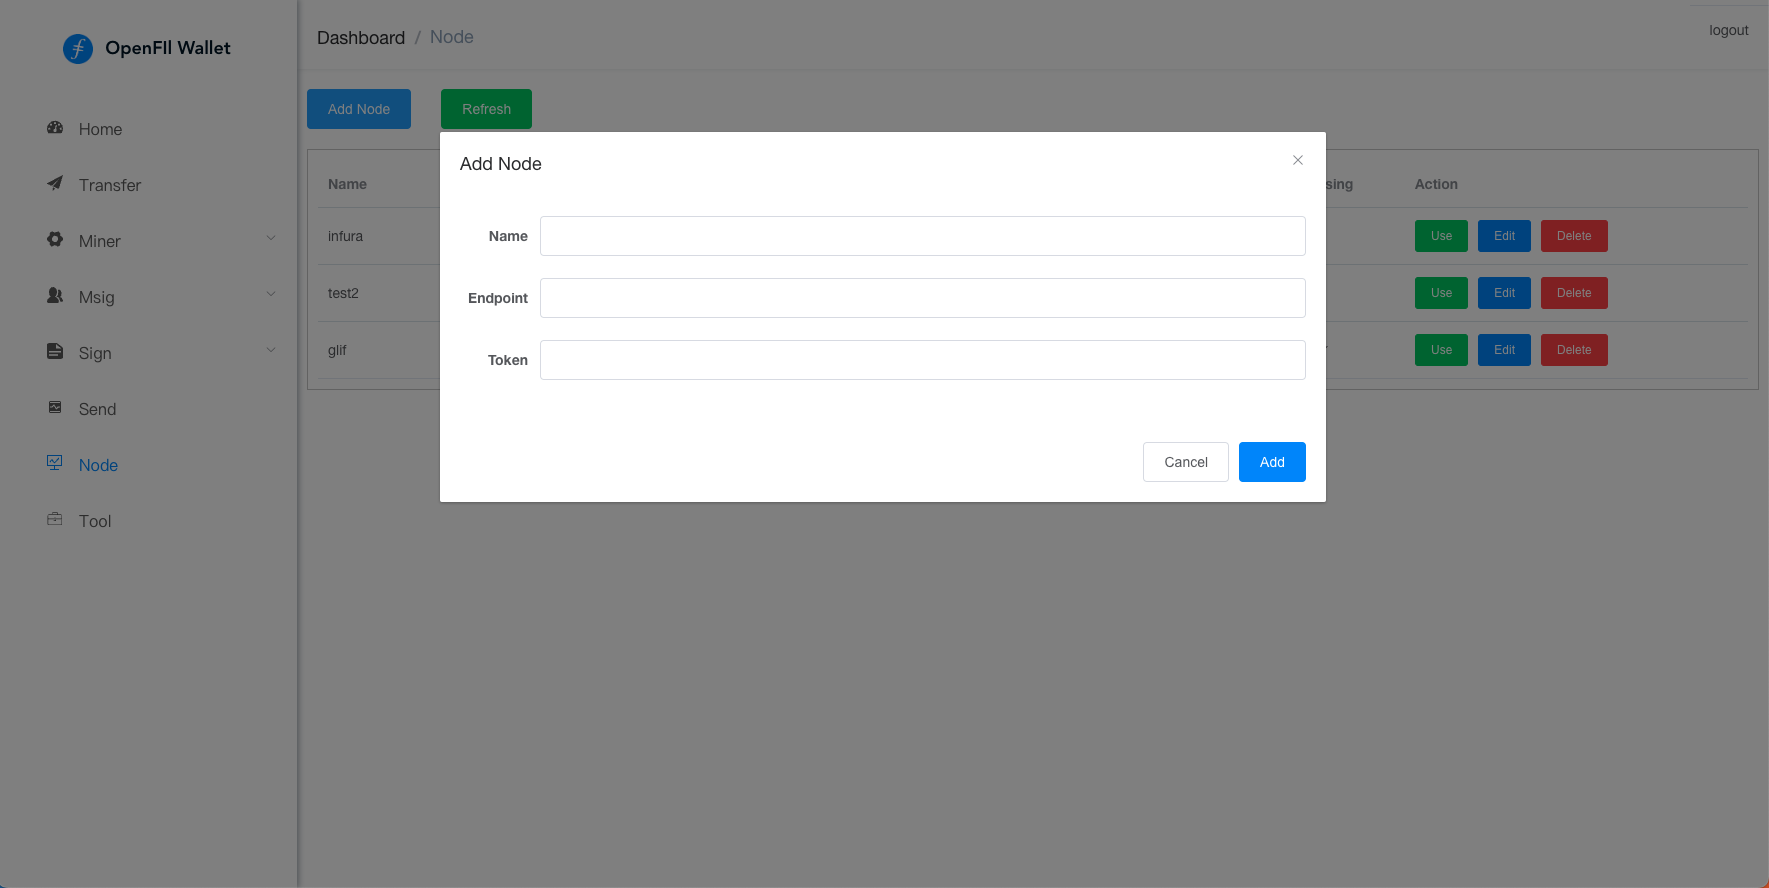 OpenFIl Wallet
Dashboard / Node
logout
Home
Transfer
Miner
Msig
Sign
Send
Node
Tool
Add Node
Refresh
Name
Action
infura
Use Edit Delete
test2
Use Edit Delete
glif
Use Edit Delete
Add Node
Name
Endpoint
Token
Cancel
Add